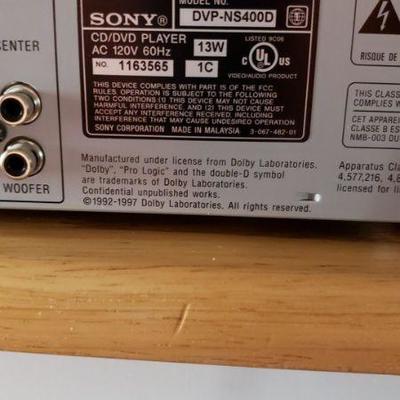 MODEL NO.
SONY® DVP-NS400D
CENTER
CD/DVD PLAYER
AC 120V 60Hz 13W
NO. 1163565 1C
LISTED 9C06
C UL US
THIS DEVICE COMPLIES WITH PART 15 OF THE FCC
RULES. OPERATION IS SUBJECT TO THE FOLLOWING
TWO CONDITIONS: (1) THIS DEVICE MAY NOT CAUSE
HARMFUL INTERFERENCE, AND (2) THIS DEVICE MUST
ACCEPT ANY INTERFERENCE RECEIVED, INCLUDING
INTERFERENCE THAT MAY CAUSE UNDESIRED OPERATION.
SONY CORPORATION MADE IN MALAYSIA 3-067-482-01
RISQUE DE
THIS CLASS
COMPLIES W
CET APPAREI
CLASSE B ES
NMB-003 DU
WOOFER
Manufactured under license from Dolby Laboratories.
"Dolby", "Pro Logic" and the double-D symbol
are trademarks of Dolby Laboratories.
Confidential unpublished works.
©1992-1997 Dolby Laboratories. All rights reserved.
Apparatus Cla
4,577,216, 4,8
licensed for li